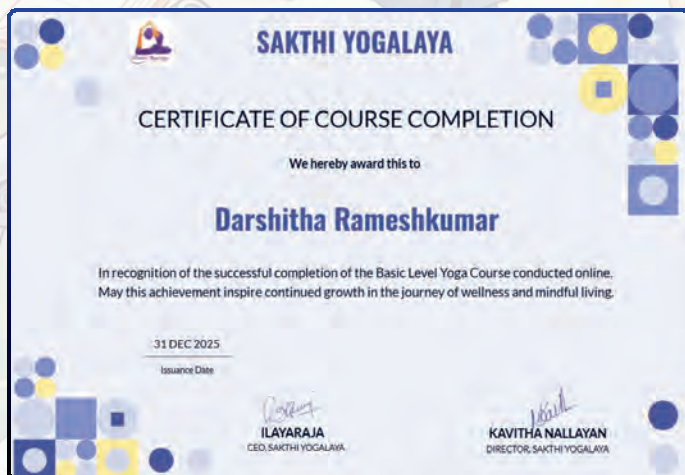 SAKTHI YOGALAYA
CERTIFICATE OF COURSE COMPLETION
We hereby award this to
Darshitha Rameshkumar
In recognition of the successful completion of the Basic Level Yoga Course conducted online.
May this achievement inspire continued growth in the journey of wellness and mindful living.
31 DEC 2025
Issuance Date
ILAYARAJA
CEO, SAKTHI YOGALAYA
KAVITHA NALLAYAN
DIRECTOR, SAKTHI YOGALAYA